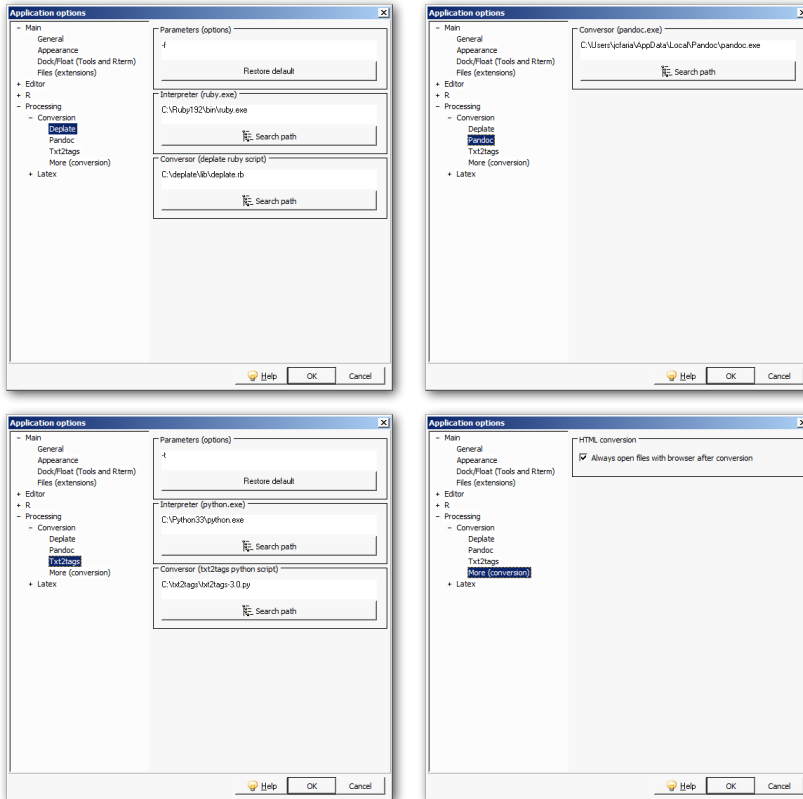 Application options
− Main
General
Appearance
Dock/Float (Tools and Rterm)
Files (extensions)
+ Editor
+ R
− Processing
− Conversion
Deplate
Pandoc
Txt2tags
More (conversion)
+ Latex
Parameters (options)
-f
Restore default
Interpreter (ruby.exe)
C:\Ruby192\bin\ruby.exe
Search path
Conversor (deplate ruby script)
C:\deplate\lib\deplate.rb
Search path
Help OK Cancel
Application options
− Main
General
Appearance
Dock/Float (Tools and Rterm)
Files (extensions)
+ Editor
+ R
− Processing
− Conversion
Deplate
Pandoc
Txt2tags
More (conversion)
+ Latex
Conversor (pandoc.exe)
C:\Users\jcfaria\AppData\Local\Pandoc\pandoc.exe
Search path
Help OK Cancel
Application options
− Main
General
Appearance
Dock/Float (Tools and Rterm)
Files (extensions)
+ Editor
+ R
− Processing
− Conversion
Deplate
Pandoc
Txt2tags
More (conversion)
+ Latex
Parameters (options)
-t
Restore default
Interpreter (python.exe)
C:\Python33\python.exe
Search path
Conversor (txt2tags python script)
C:\txt2tags\txt2tags-3.0.py
Search path
Help OK Cancel
Application options
− Main
General
Appearance
Dock/Float (Tools and Rterm)
Files (extensions)
+ Editor
+ R
− Processing
− Conversion
Deplate
Pandoc
Txt2tags
More (conversion)
+ Latex
HTML conversion
Always open files with browser after conversion
Help OK Cancel